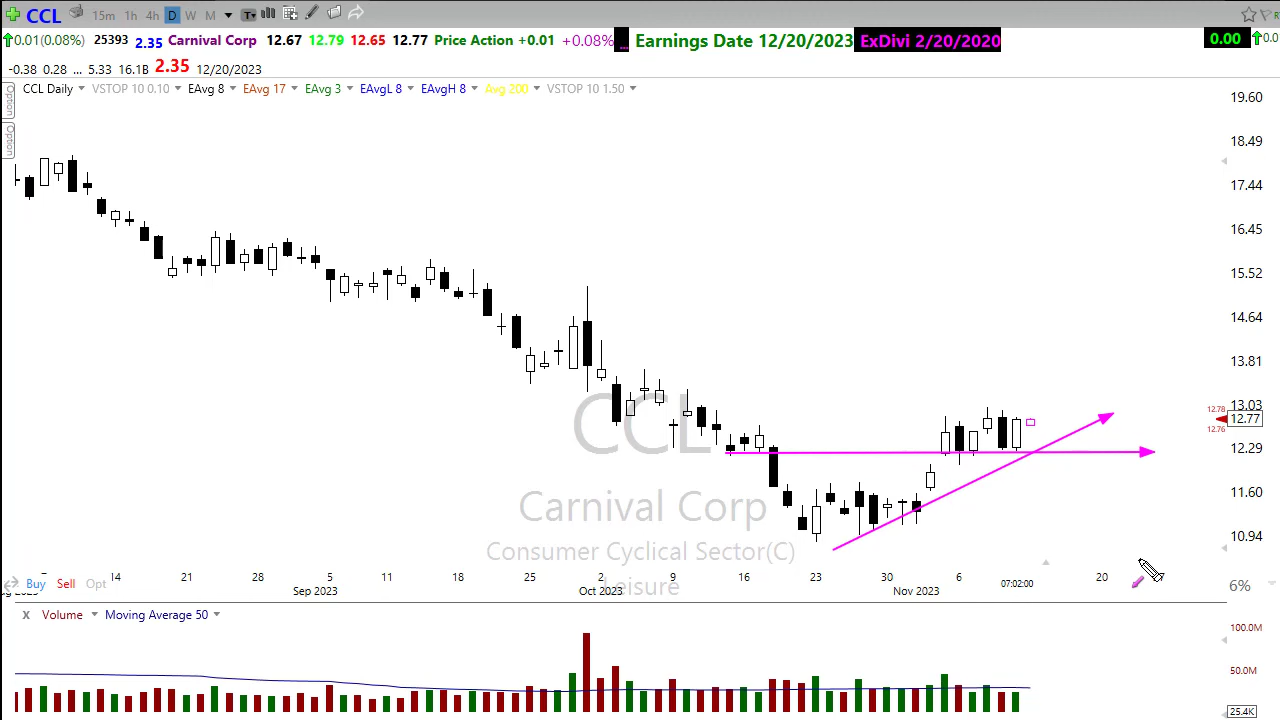 CCL 15m 1h 4h D W M T
0.01(0.08%) 25393 2.35 Carnival Corp 12.67 12.79 12.65 12.77 Price Action +0.01 +0.08% ... Earnings Date 12/20/2023 ExDivi 2/20/2020 0.00
-0.38 0.28 ... 5.33 16.1B 2.35 12/20/2023
CCL Daily VSTOP 10 0.10 EAvg 8 EAvg 17 EAvg 3 EAvgL 8 EAvgH 8 Avg 200 VSTOP 10 1.50
Option
Option
19.60
18.49
17.44
16.45
15.52
14.64
13.81
13.03
12.78
12.77
12.76
12.29
11.60
10.94
CCL
Carnival Corp
Consumer Cyclical Sector(C)
Leisure
Buy Sell Opt
14 21 28 5 11 18 25 2 9 16 23 30 6 07:02:00 20
Sep 2023 Oct 2023 Nov 2023
6%
X Volume Moving Average 50
100.0M
50.0M
25.4K